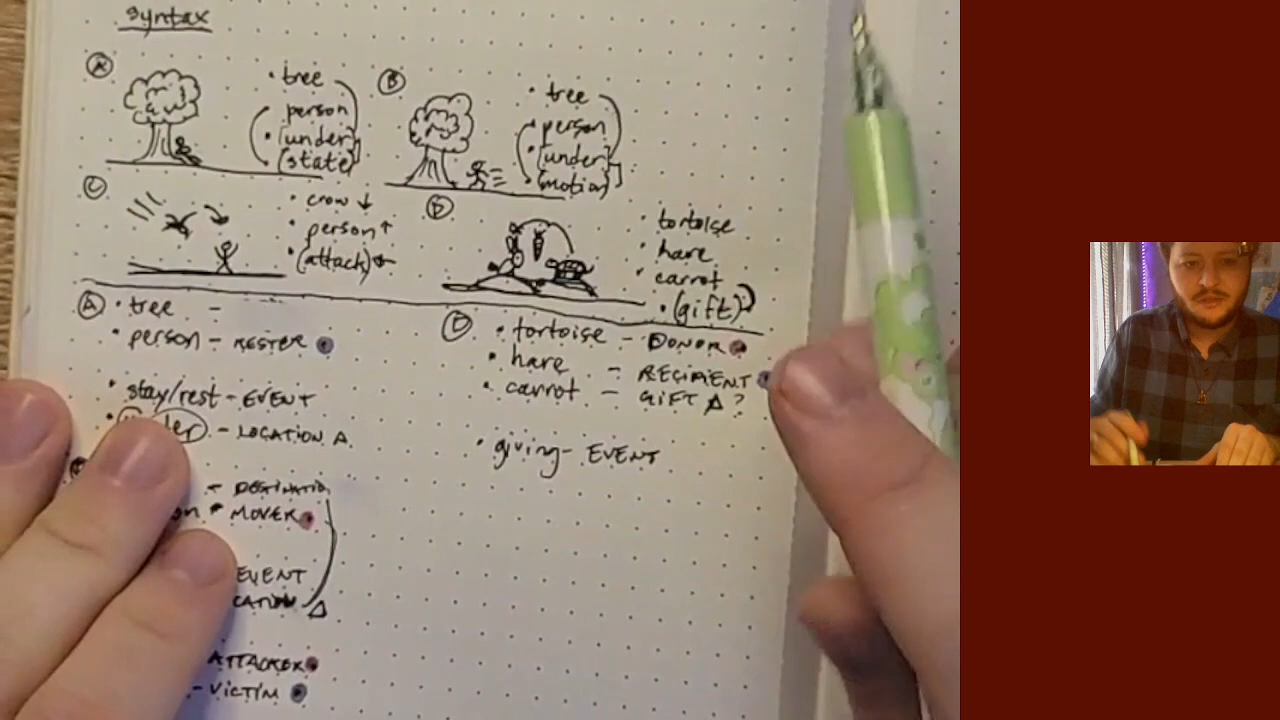 syntax
A
• tree
person
• (under)
(state)
B
• tree
person
• (under)
• (motion)
C
• crow ↓
• person ↑
• (attack)
D
• tortoise
• hare
• carrot
• (gift)
A • tree -
• person - RESTER
• stay/rest - EVENT
- LOCATION
- DESTINATIO
- MOVER
EVENT
ATTACKER
- VICTIM
D • tortoise - DONOR
• hare - RECIPIENT
• carrot - GIFT Δ?
• giving - EVENT